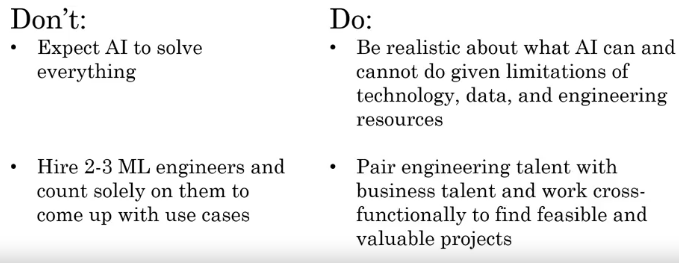 Don’t:
• Expect AI to solve
everything
• Hire 2-3 ML engineers and
count solely on them to
come up with use cases
Do:
• Be realistic about what AI can and
cannot do given limitations of
technology, data, and engineering
resources
• Pair engineering talent with
business talent and work cross-
functionally to find feasible and
valuable projects